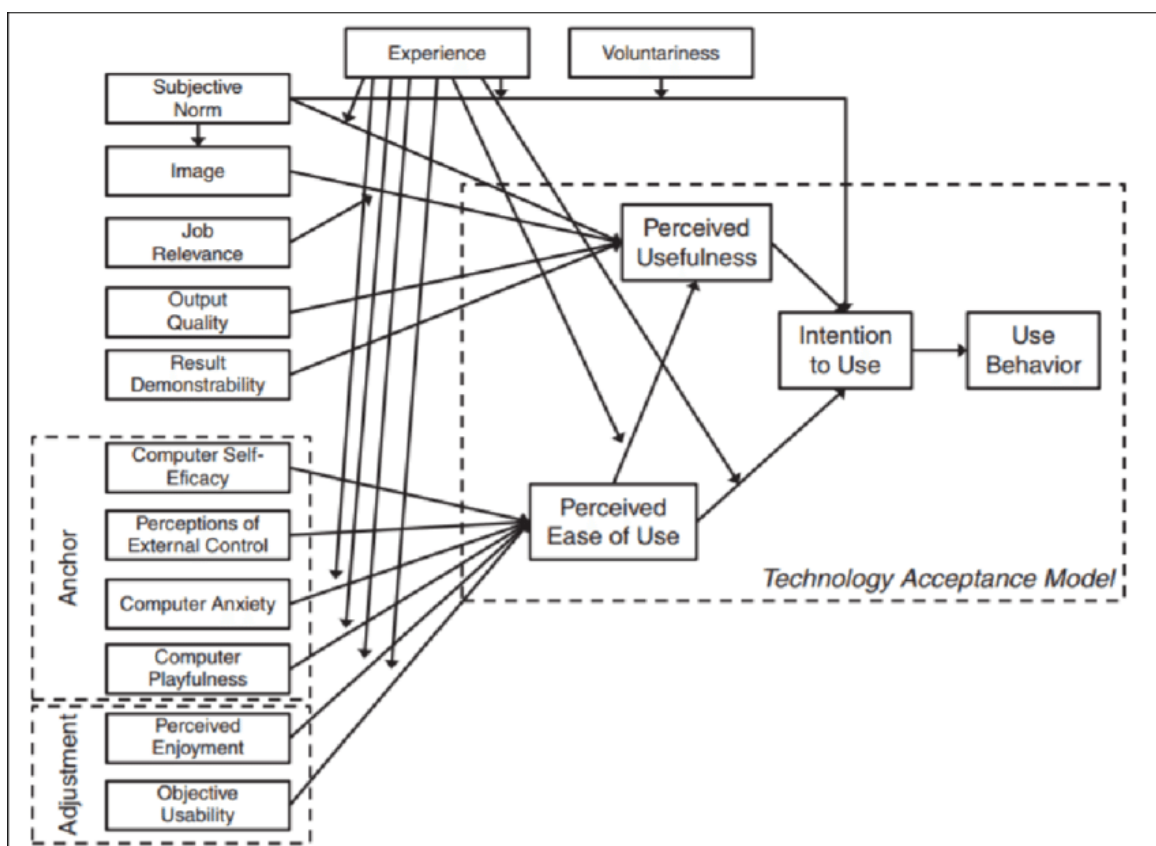 Experience
Voluntariness
Subjective
Norm
Image
Job
Relevance
Output
Quality
Result
Demonstrability
Perceived
Usefulness
Intention
to Use
Use
Behavior
Anchor
Computer Self-
Eficacy
Perceptions of
External Control
Computer Anxiety
Computer
Playfulness
Perceived
Ease of Use
Technology Acceptance Model
Adjustment
Perceived
Enjoyment
Objective
Usability